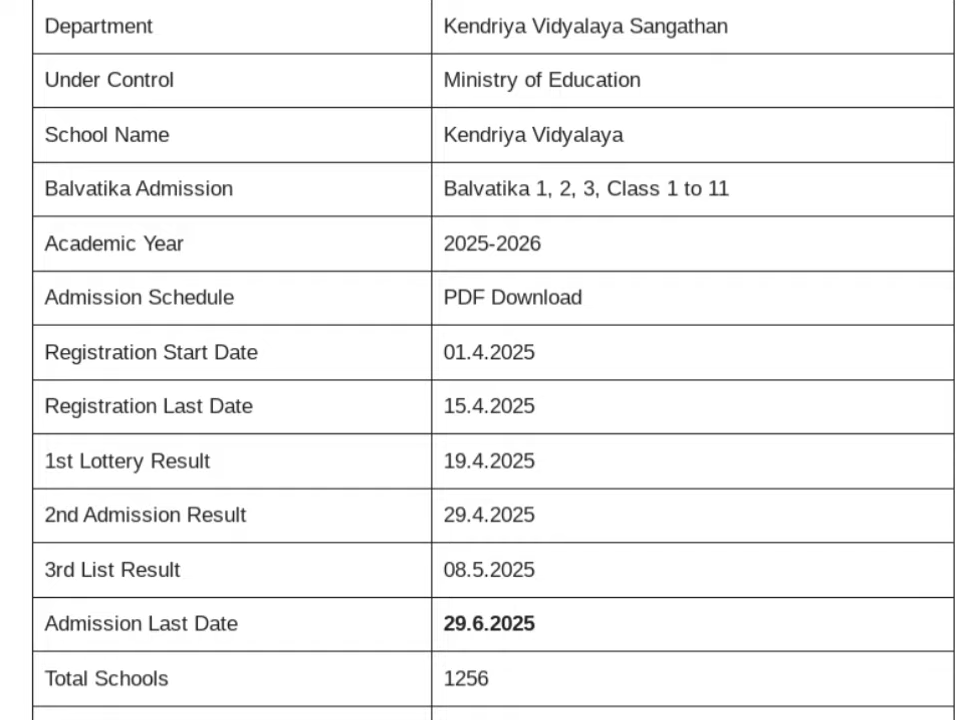 Department Kendriya Vidyalaya Sangathan
Under Control Ministry of Education
School Name Kendriya Vidyalaya
Balvatika Admission Balvatika 1, 2, 3, Class 1 to 11
Academic Year 2025-2026
Admission Schedule PDF Download
Registration Start Date 01.4.2025
Registration Last Date 15.4.2025
1st Lottery Result 19.4.2025
2nd Admission Result 29.4.2025
3rd List Result 08.5.2025
Admission Last Date 29.6.2025
Total Schools 1256